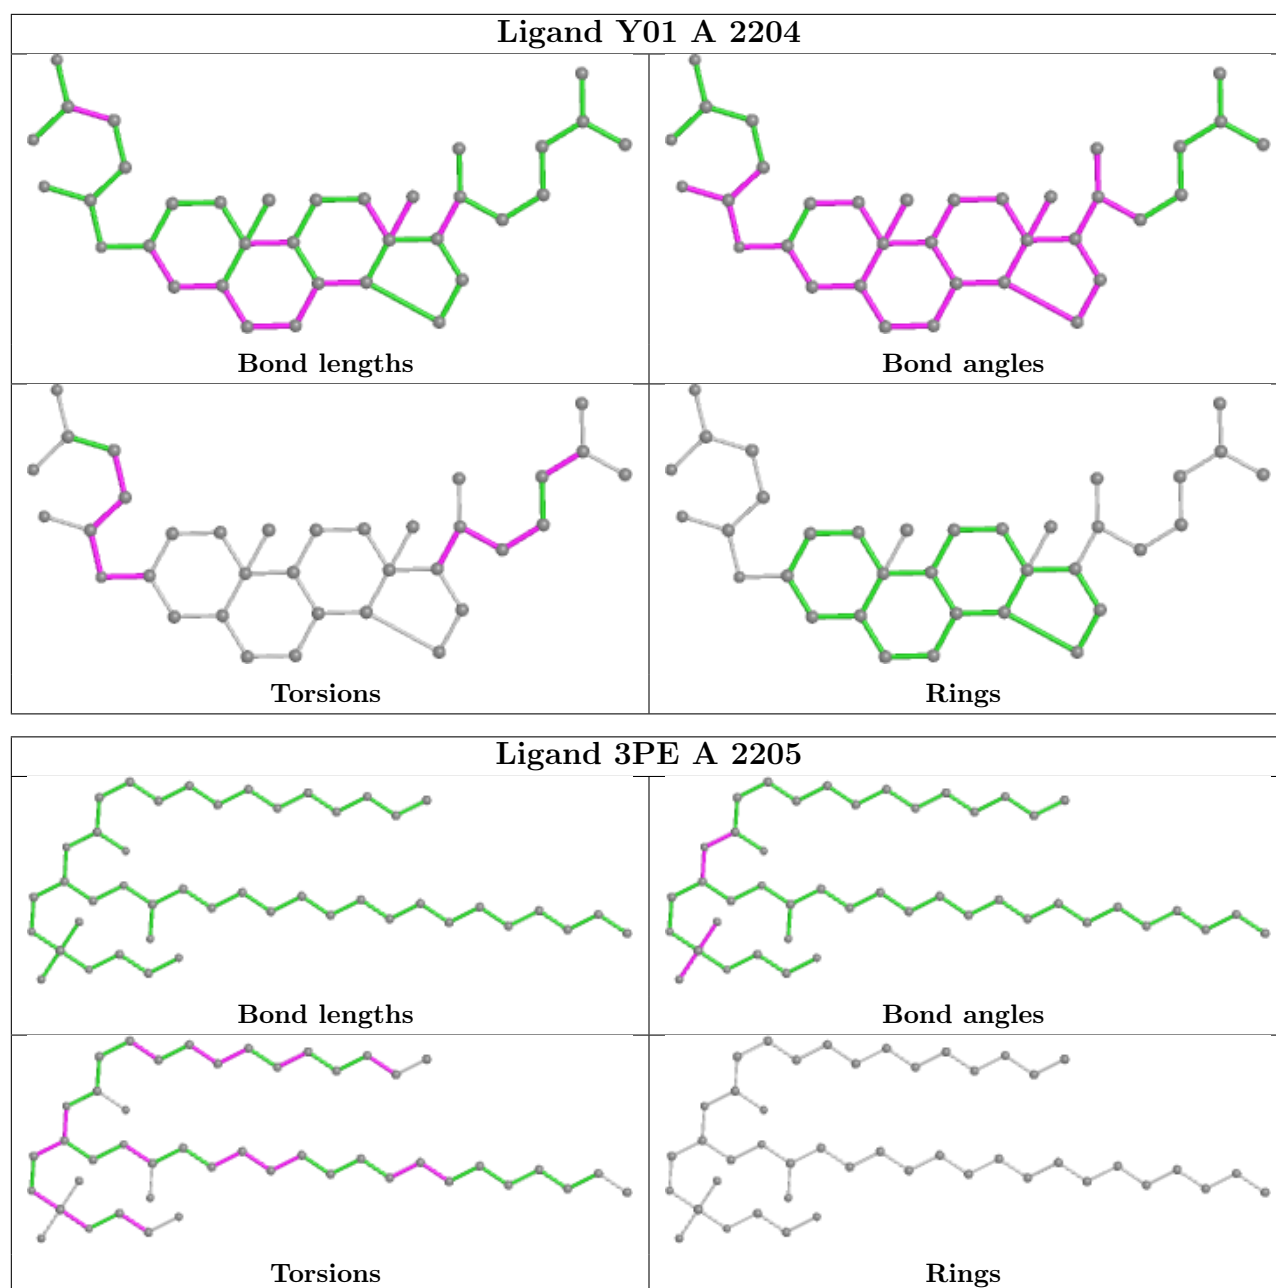 Ligand Y01 A 2204
Bond lengths
Bond angles
Torsions
Rings
Ligand 3PE A 2205
Bond lengths
Bond angles
Torsions
Rings